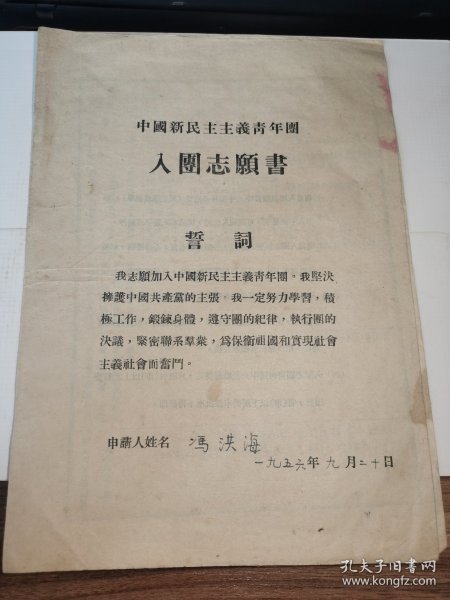 中國新民主主義靑年團
入團志願書
誓詞
我志願加入中國新民主主義靑年團。我堅決
擁護中國共產黨的主張。我一定努力學習，積
極工作，鍛鍊身體，遵守團的紀律，執行團的
決議，緊密聯系羣衆，爲保衛祖國和實現社會
主義社會而奮鬥。
申請人姓名 馮洪海
一九五六年九月二十日
孔夫子旧书网
www.kongfz.com